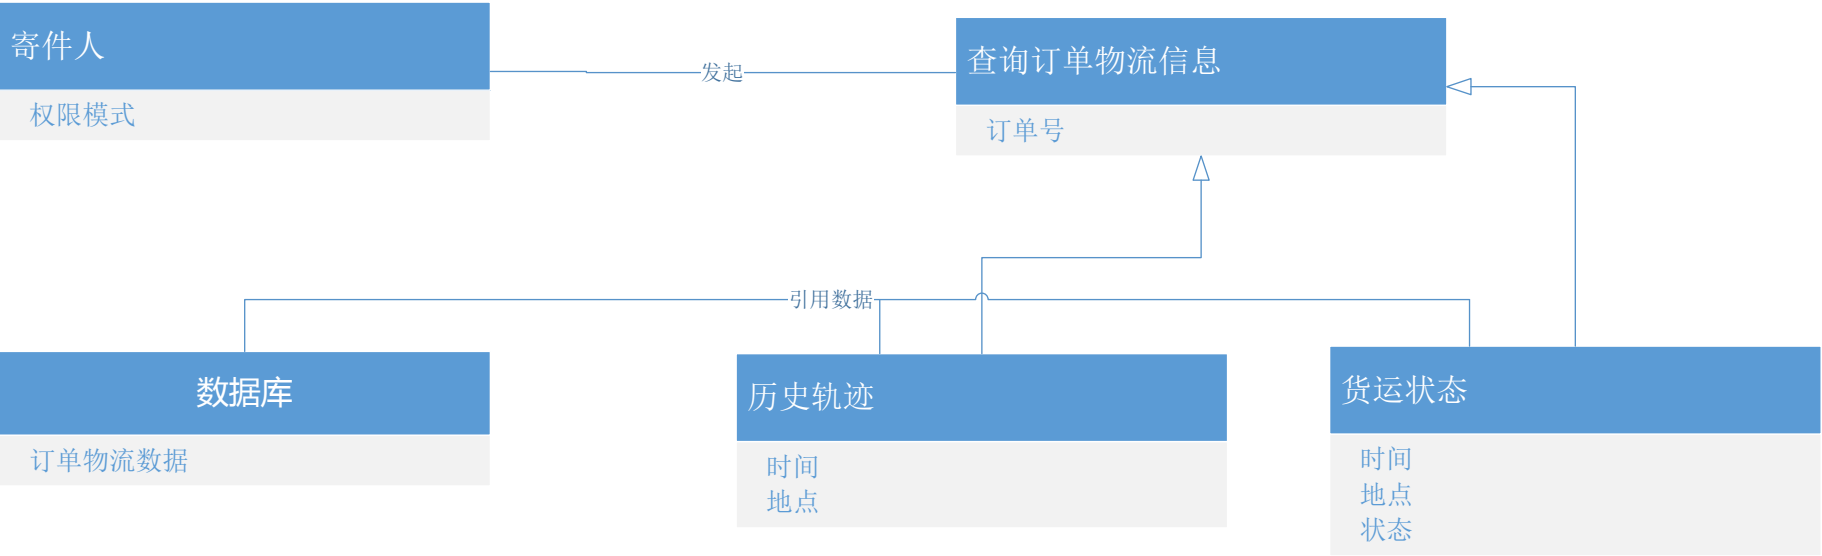 寄件人
权限模式
发起
查询订单物流信息
订单号
引用数据
数据库
订单物流数据
历史轨迹
时间
地点
货运状态
时间
地点
状态